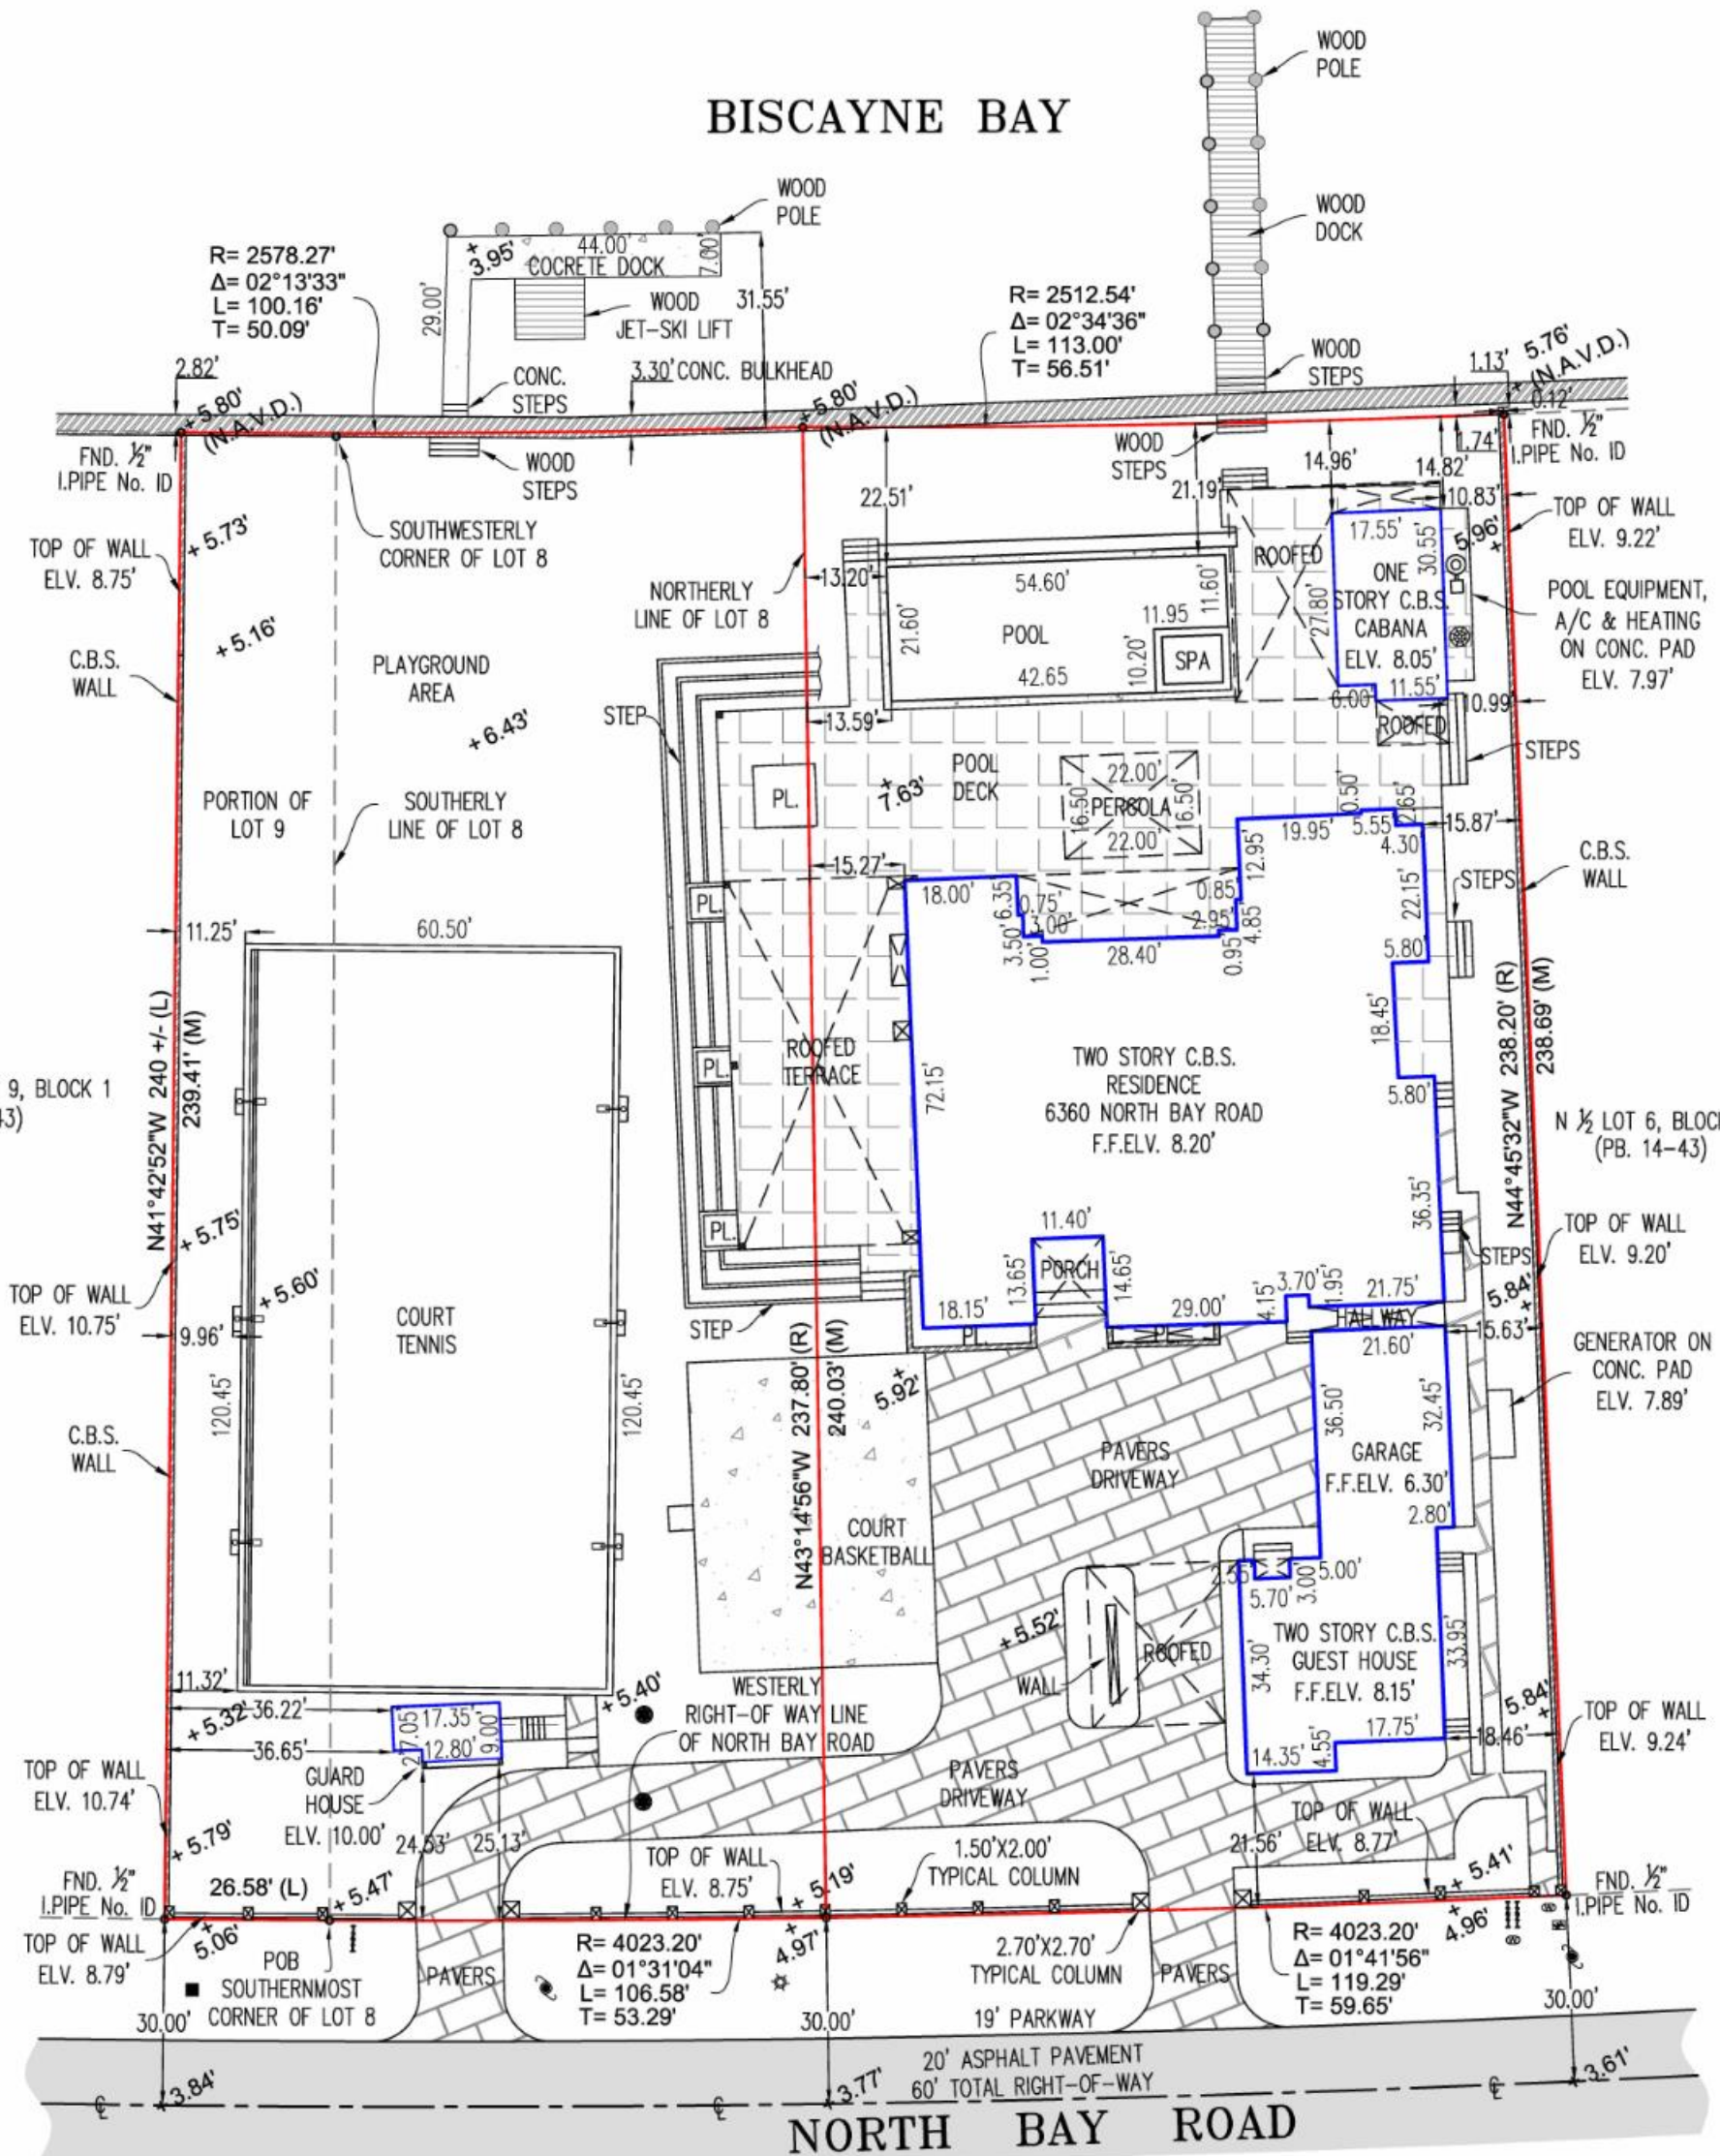 BISCAYNE BAY
WOOD
POLE
WOOD
DOCK
WOOD
POLE
R= 2578.27'
Δ= 02°13'33"
L= 100.16'
T= 50.09'
3.95'
44.00'
7.00'
COCRETE DOCK
29.00'
WOOD
JET-SKI LIFT
31.55'
R= 2512.54'
Δ= 02°34'36"
L= 113.00'
T= 56.51'
2.82'
CONC.
STEPS
3.30' CONC. BULKHEAD
WOOD
STEPS
1.13'
5.76'
(N.A.V.D.)
0.12'
5.80'
(N.A.V.D.)
5.80'
(N.A.V.D.)
FND. ½"
I.PIPE No. ID
WOOD
STEPS
WOOD
STEPS
1.74'
FND. ½"
I.PIPE No. ID
14.96'
14.82'
22.51'
21.19'
10.83'
5.73'
SOUTHWESTERLY
CORNER OF LOT 8
TOP OF WALL
ELV. 8.75'
TOP OF WALL
ELV. 9.22'
17.55'
30.55'
5.96'
ROOFED
ONE
STORY C.B.S.
CABANA
ELV. 8.05'
27.80'
NORTHERLY
LINE OF LOT 8
13.20'
54.60'
11.60'
21.60'
POOL
11.95
10.20'
SPA
42.65
POOL EQUIPMENT,
A/C & HEATING
ON CONC. PAD
ELV. 7.97'
5.16'
C.B.S.
WALL
PLAYGROUND
AREA
6.00'
11.55'
10.99'
ROOFED
STEP
13.59'
6.43'
STEPS
PORTION OF
LOT 9
SOUTHERLY
LINE OF LOT 8
PL.
7.63'
POOL
DECK
22.00'
16.50'
PERGOLA
16.50'
22.00'
0.50'
2.65'
19.95'
5.55'
4.30'
15.87'
12.95'
C.B.S.
WALL
15.27'
PL.
18.00'
6.35'
0.75'
3.00'
0.85'
2.95'
4.85'
22.15'
STEPS
3.50'
1.00'
28.40'
0.95'
5.80'
11.25'
60.50'
18.45'
N41°42'52"W 240 +/- (L)
239.41' (M)
N44°45'32"W 238.20' (R)
238.69' (M)
ROOFED
TERRACE
PL.
72.15'
TWO STORY C.B.S.
RESIDENCE
6360 NORTH BAY ROAD
F.F.ELV. 8.20'
5.80'
9, BLOCK 1
43)
N ½ LOT 6, BLOC
(PB. 14-43)
5.75'
TOP OF WALL
ELV. 10.75'
5.60'
PL.
11.40'
PORCH
13.65'
14.65'
36.35'
STEPS
TOP OF WALL
ELV. 9.20'
5.84'
COURT
TENNIS
9.96'
STEP
18.15'
PL.
29.00'
4.15'
3.70'
1.95'
21.75'
HALLWAY
21.60'
15.63'
GENERATOR ON
CONC. PAD
ELV. 7.89'
120.45'
120.45'
N43°14'56"W 237.80' (R)
240.03' (M)
5.92'
C.B.S.
WALL
PAVERS
DRIVEWAY
36.50'
32.45'
GARAGE
F.F.ELV. 6.30'
2.80'
COURT
BASKETBALL
2.55'
5.70'
3.00'
5.00'
5.52'
WALL
ROOFED
34.30'
TWO STORY C.B.S.
GUEST HOUSE
F.F.ELV. 8.15'
33.95'
17.75'
14.35'
4.55'
18.46'
5.84'
TOP OF WALL
ELV. 9.24'
11.32'
36.22'
5.32'
36.65'
7.05'
17.35'
12.80'
9.00'
5.40'
WESTERLY
RIGHT-OF WAY LINE
OF NORTH BAY ROAD
TOP OF WALL
ELV. 10.74'
GUARD
HOUSE
ELV. 10.00'
24.53'
25.13'
PAVERS
DRIVEWAY
5.79'
TOP OF WALL
ELV. 8.75'
1.50'X2.00'
TYPICAL COLUMN
21.56'
TOP OF WALL
ELV. 8.77'
5.41'
FND. ½"
I.PIPE No. ID
26.58' (L)
5.47'
5.19'
FND. ½"
I.PIPE No. ID
TOP OF WALL
ELV. 8.79'
5.06'
POB
SOUTHERNMOST
CORNER OF LOT 8
PAVERS
R= 4023.20'
Δ= 01°31'04"
L= 106.58'
T= 53.29'
4.97'
2.70'X2.70'
TYPICAL COLUMN
PAVERS
R= 4023.20'
Δ= 01°41'56"
L= 119.29'
T= 59.65'
4.96'
30.00'
30.00'
19' PARKWAY
30.00'
20' ASPHALT PAVEMENT
60' TOTAL RIGHT-OF-WAY
3.84'
3.77'
3.61'
NORTH BAY ROAD